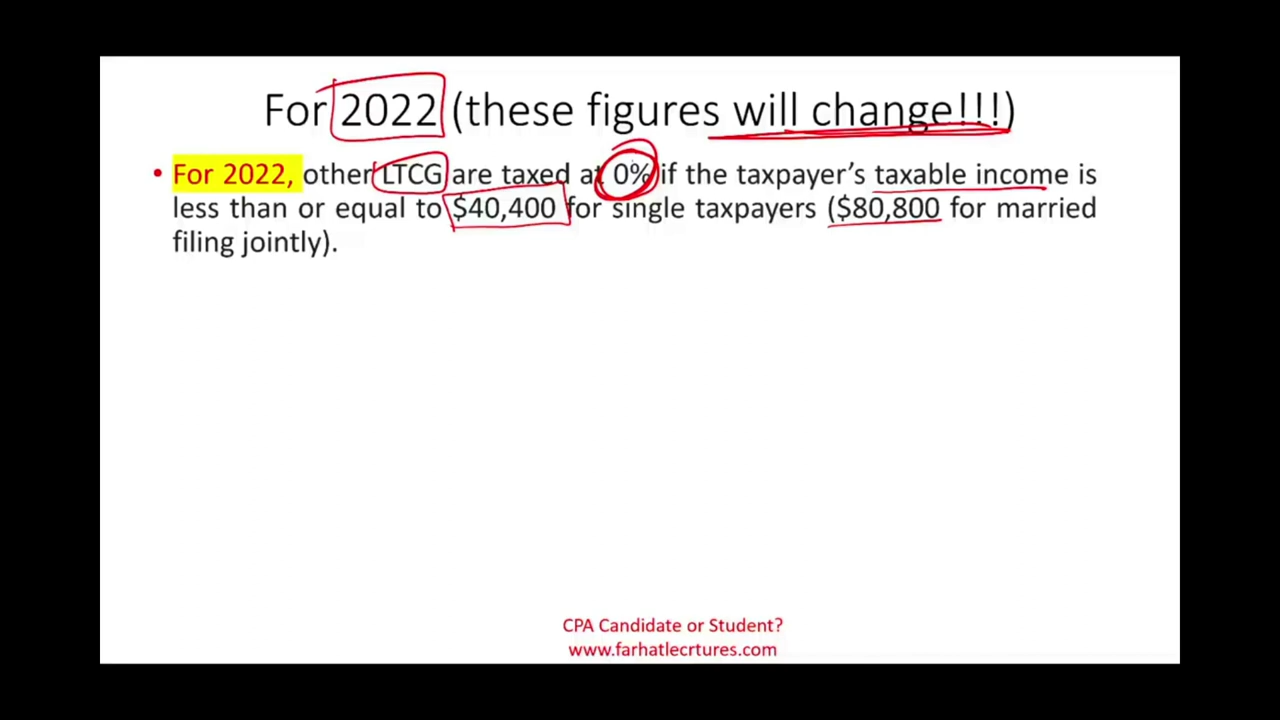 For 2022 (these figures will change!!!)
• For 2022, other LTCG are taxed at 0% if the taxpayer’s taxable income is
less than or equal to $40,400 for single taxpayers ($80,800 for married
filing jointly).
CPA Candidate or Student?
www.farhatlecrtures.com